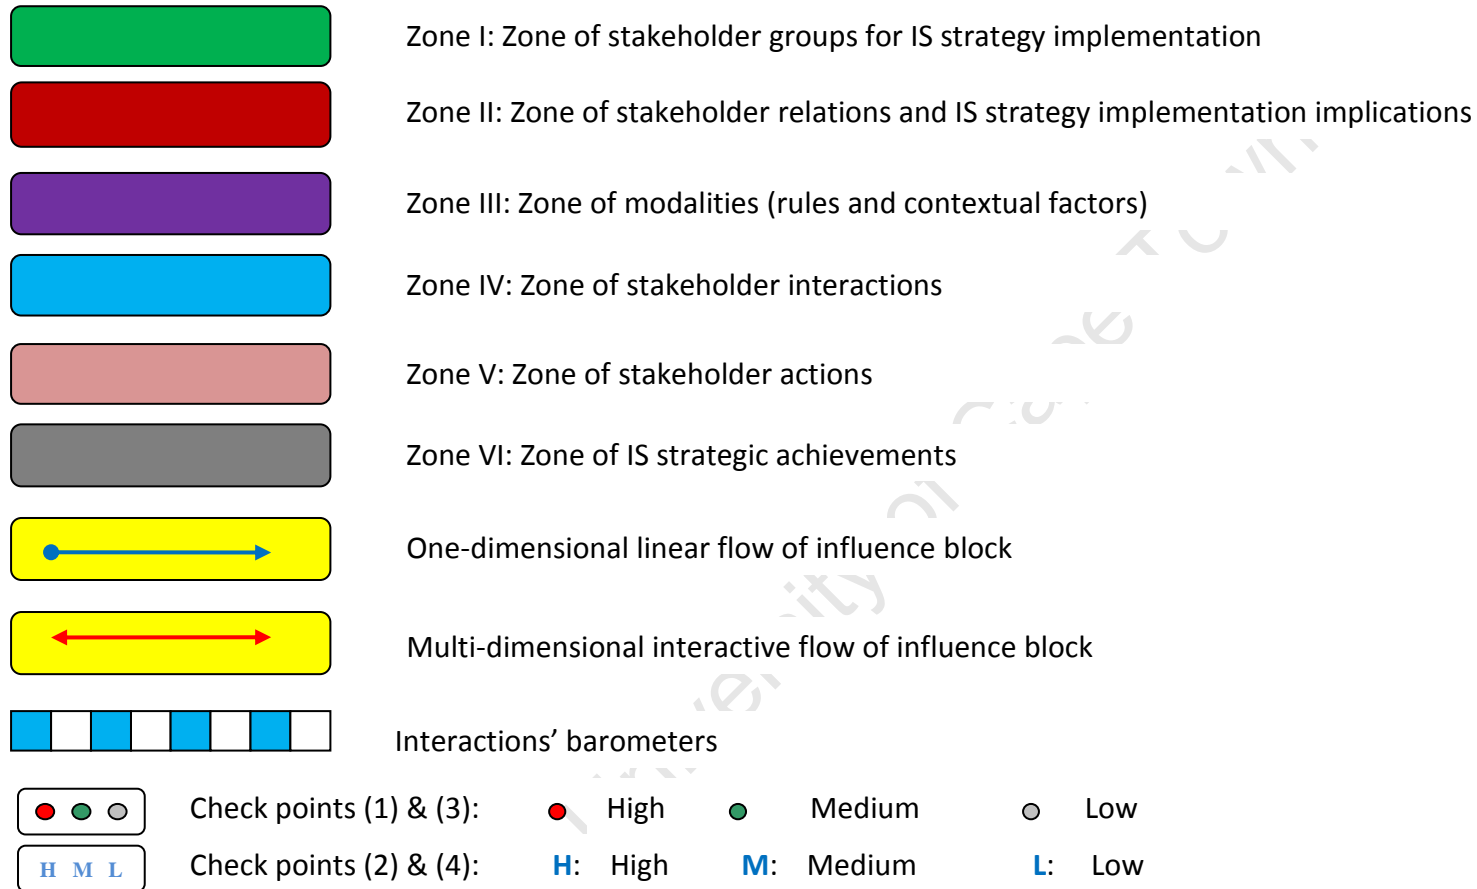 Zone I: Zone of stakeholder groups for IS strategy implementation
Zone II: Zone of stakeholder relations and IS strategy implementation implications
Zone III: Zone of modalities (rules and contextual factors)
Zone IV: Zone of stakeholder interactions
Zone V: Zone of stakeholder actions
Zone VI: Zone of IS strategic achievements
One-dimensional linear flow of influence block
Multi-dimensional interactive flow of influence block
Interactions’ barometers
Check points (1) & (3): High Medium Low
H M L Check points (2) & (4): H: High M: Medium L: Low